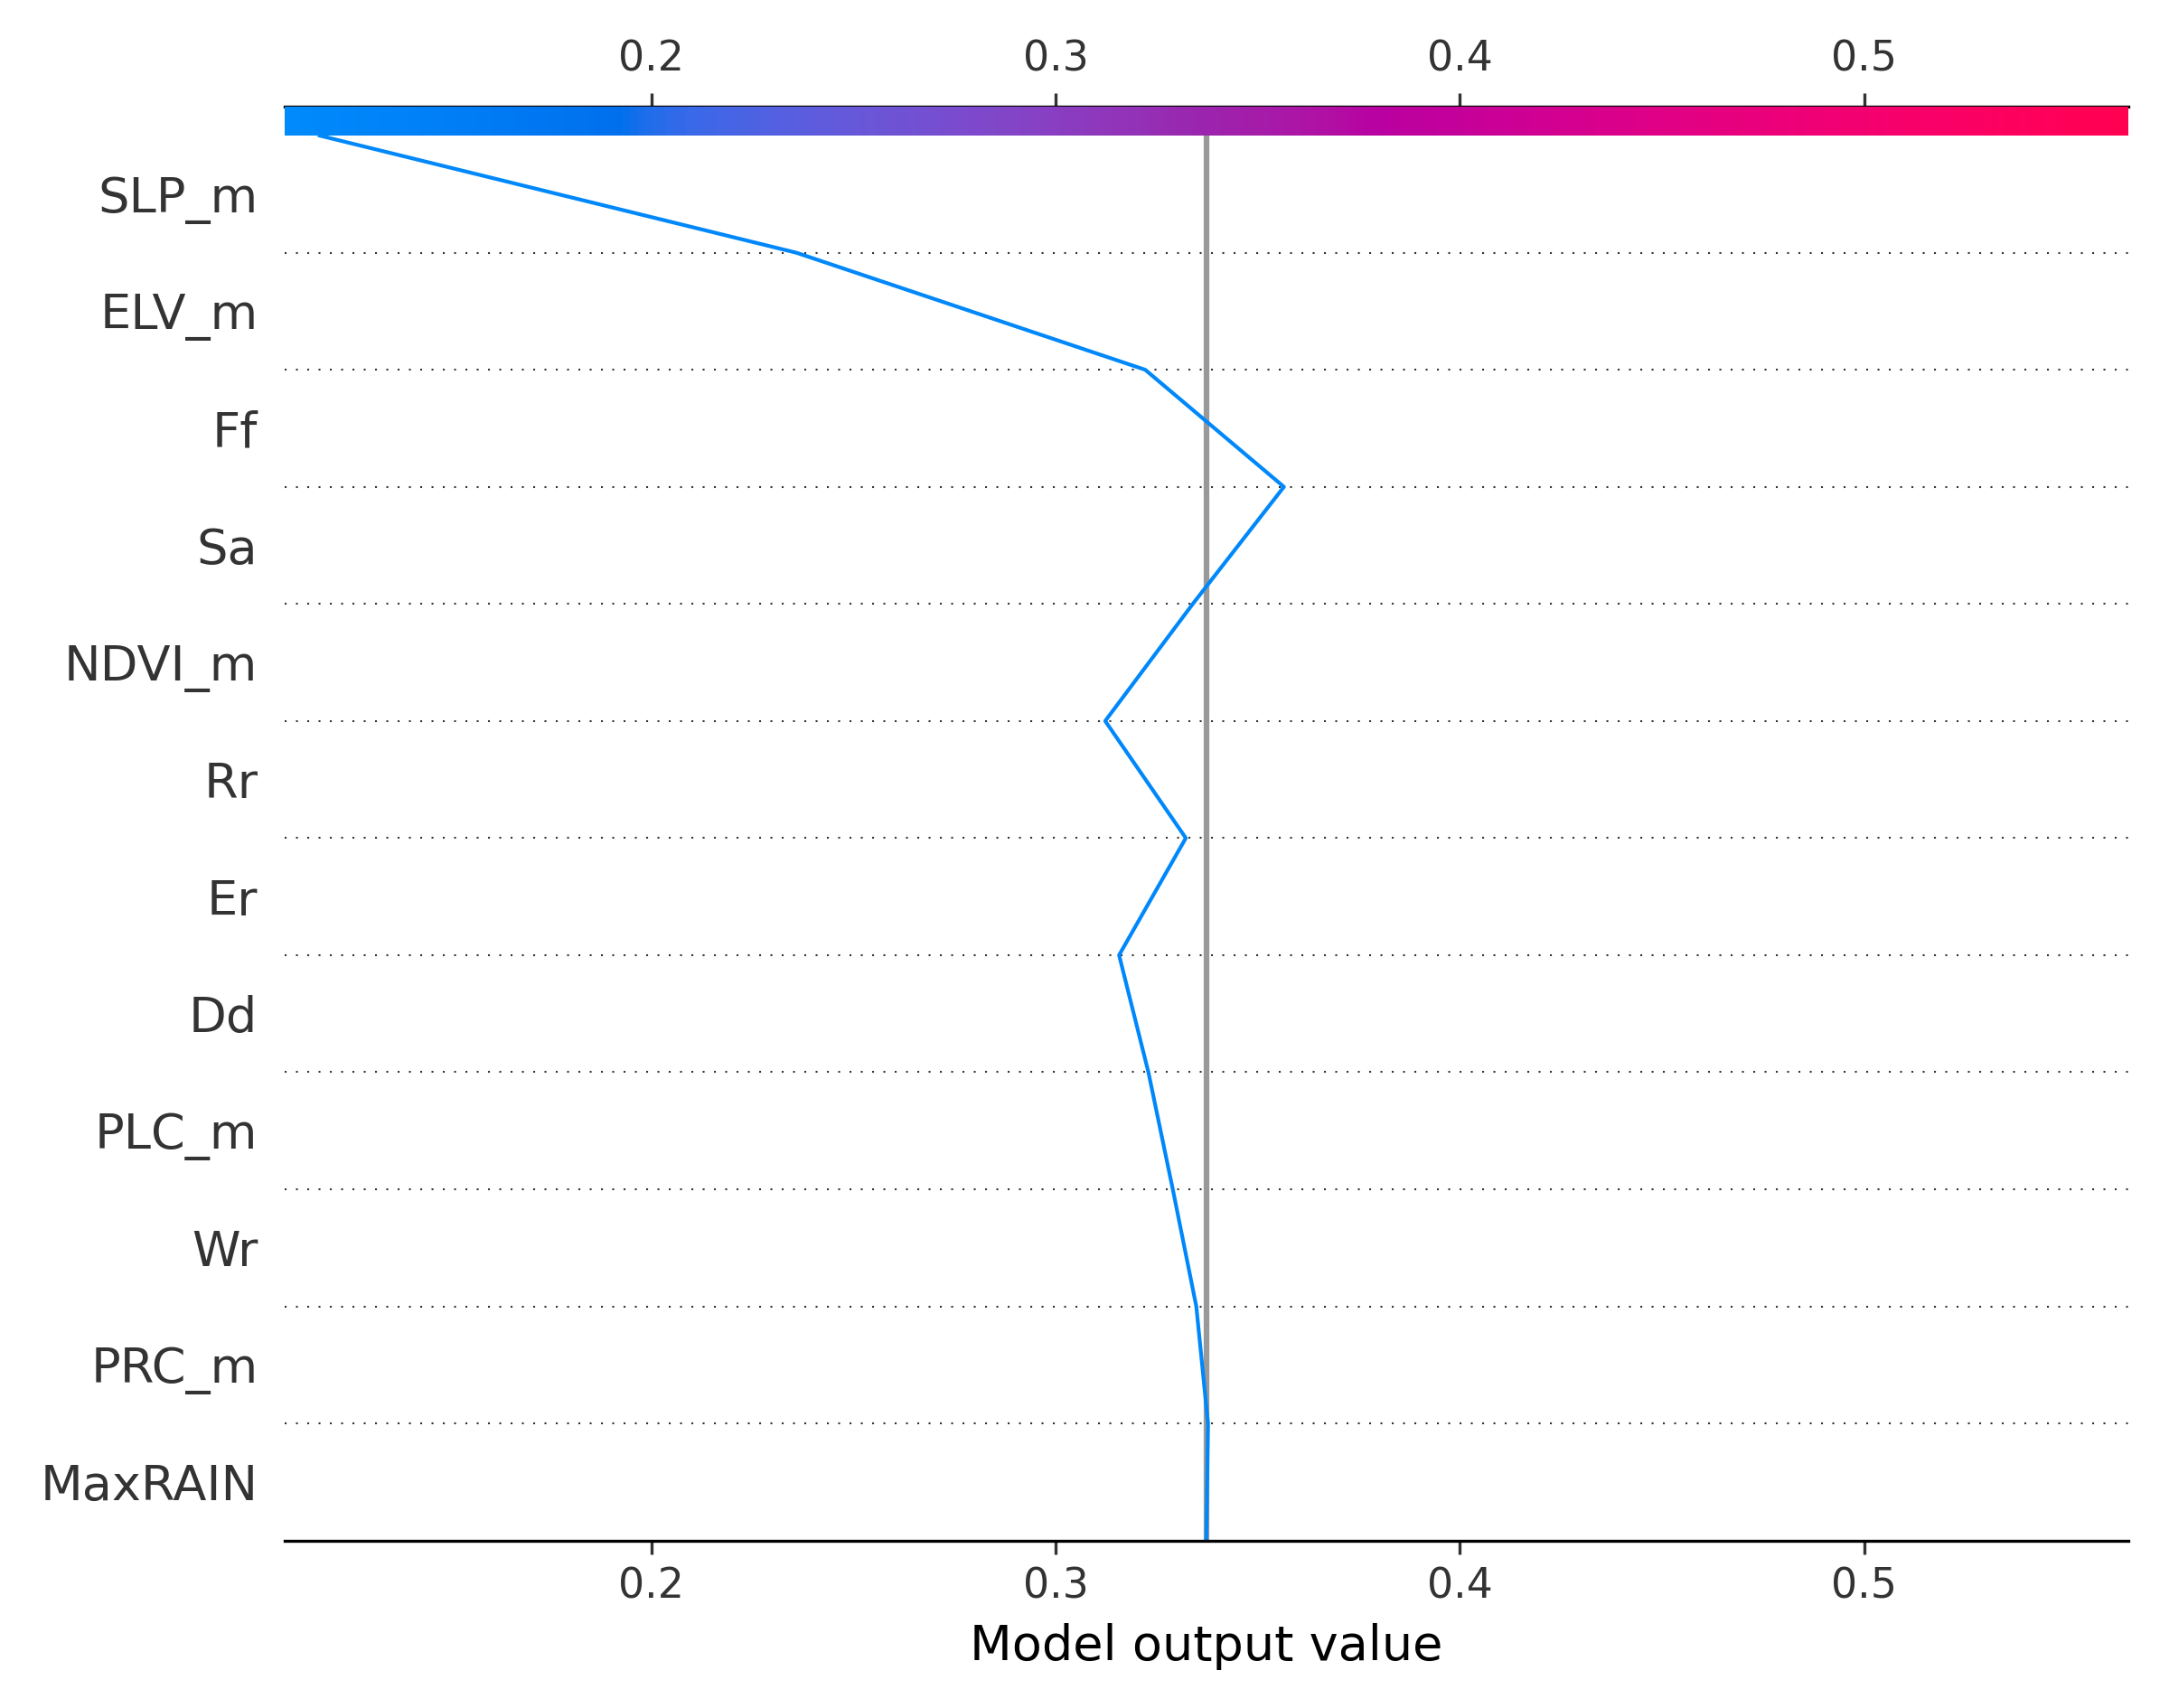 0.2 0.3 0.4 0.5
SLP_m
ELV_m
Ff
Sa
NDVI_m
Rr
Er
Dd
PLC_m
Wr
PRC_m
MaxRAIN
0.2 0.3 0.4 0.5
Model output value